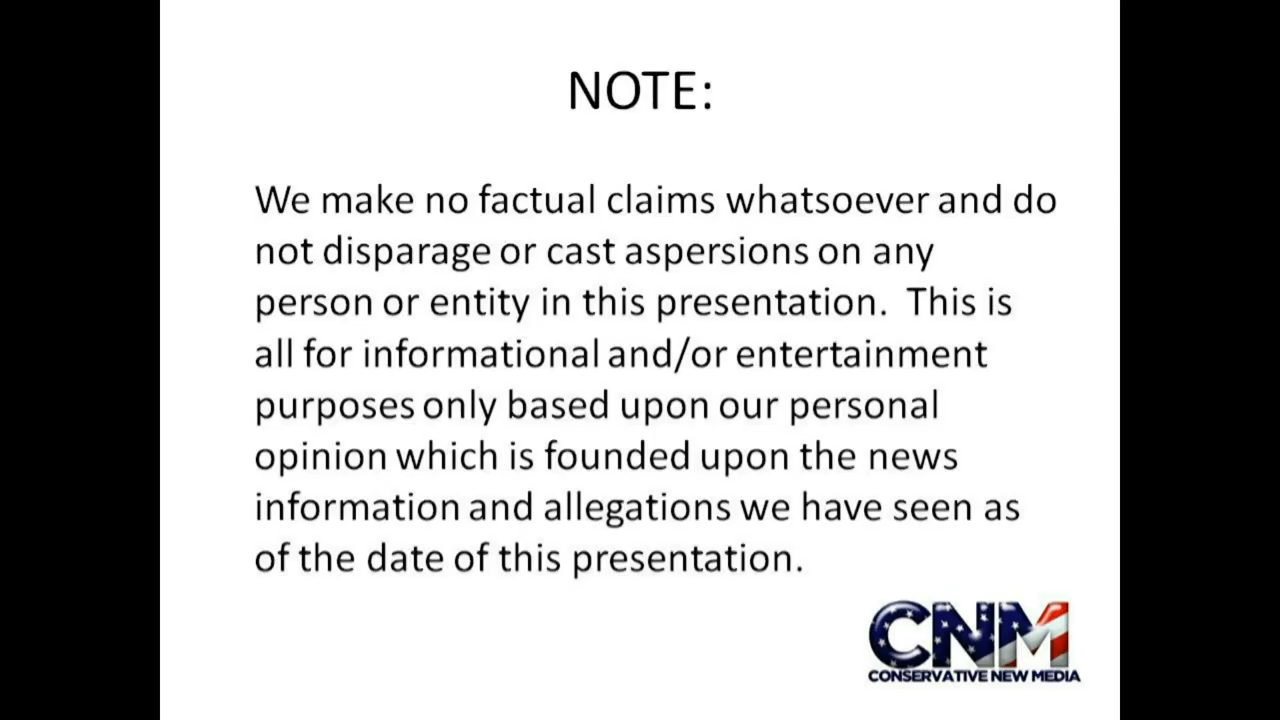 NOTE:
We make no factual claims whatsoever and do
not disparage or cast aspersions on any
person or entity in this presentation.  This is
all for informational and/or entertainment
purposes only based upon our personal
opinion which is founded upon the news
information and allegations we have seen as
of the date of this presentation.
CNM
CONSERVATIVE NEW MEDIA